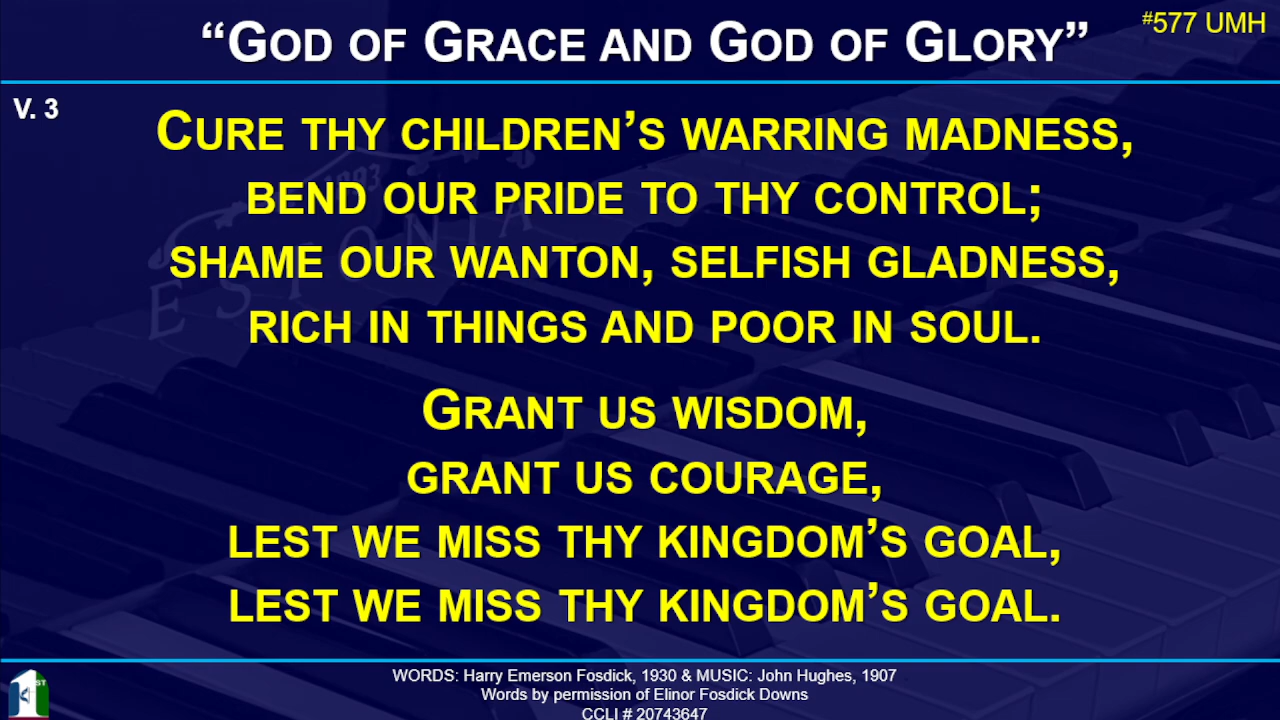 “God of Grace and God of Glory”
#577 UMH
V. 3
Cure thy children’s warring madness,
bend our pride to thy control;
shame our wanton, selfish gladness,
rich in things and poor in soul.
Grant us wisdom,
grant us courage,
lest we miss thy kingdom’s goal,
lest we miss thy kingdom’s goal.
1893
ESTONIA
ST
WORDS: Harry Emerson Fosdick, 1930 & MUSIC: John Hughes, 1907
Words by permission of Elinor Fosdick Downs
CCLI # 20743647